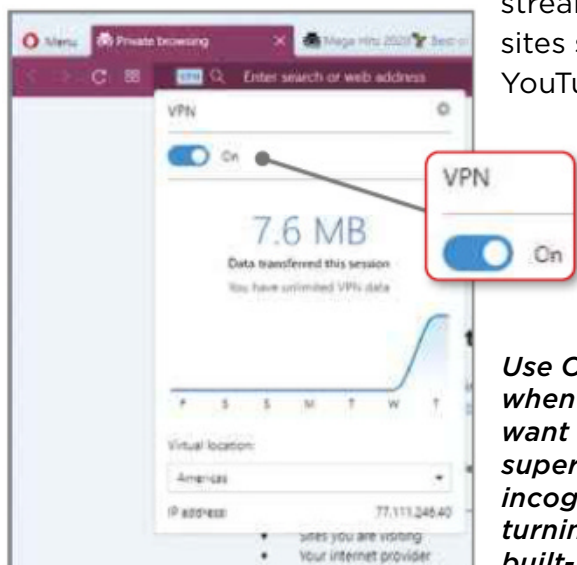 strea
sites s
YouTu
Menu Private browsing Mega Hits 2020 Best
Enter search or web address
VPN
On
7.6 MB
Data transferred this session
You have unlimited VPN data
F S S M T W T
Virtual location:
Americas
IP address: 77.111.246.40
Sites you are visiting
Your internet provider
VPN
On
Use O
when
want
super
incog
turnin
built-